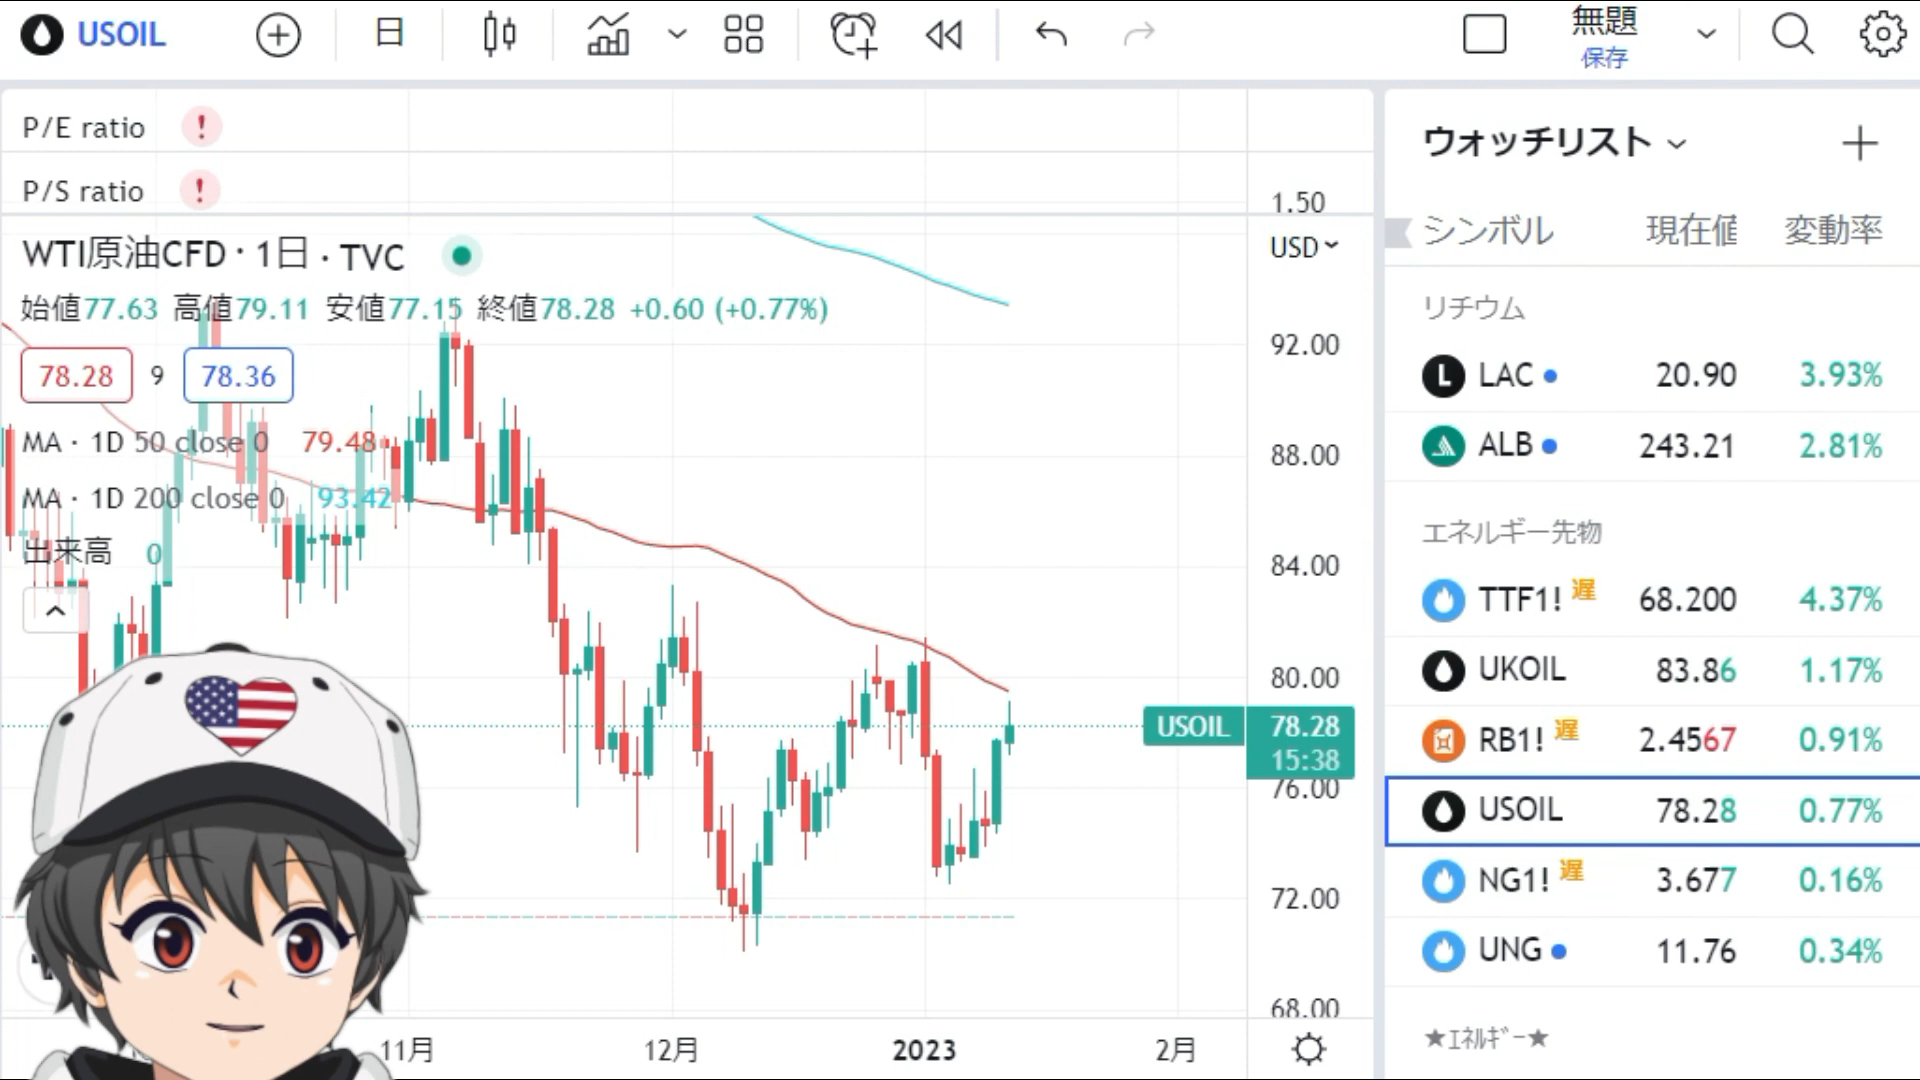 USOIL
日
無題
保存
P/E ratio !
P/S ratio !
1.50
WTI原油CFD · 1日 · TVC
USD
始値77.63 高値79.11 安値77.15 終値78.28 +0.60 (+0.77%)
78.28 9 78.36
MA · 1D 50 close 0 79.48
MA · 1D 200 close 0 93.42
出来高 0
92.00
88.00
84.00
80.00
USOIL 78.28
15:38
76.00
72.00
68.00
11月 12月 2023 2月
ウォッチリスト
シンボル 現在値 変動率
リチウム
LAC 20.90 3.93%
ALB 243.21 2.81%
エネルギー先物
TTF1! 遅 68.200 4.37%
UKOIL 83.86 1.17%
RB1! 遅 2.4567 0.91%
USOIL 78.28 0.77%
NG1! 遅 3.677 0.16%
UNG 11.76 0.34%
★ｴﾈﾙｷﾞｰ★